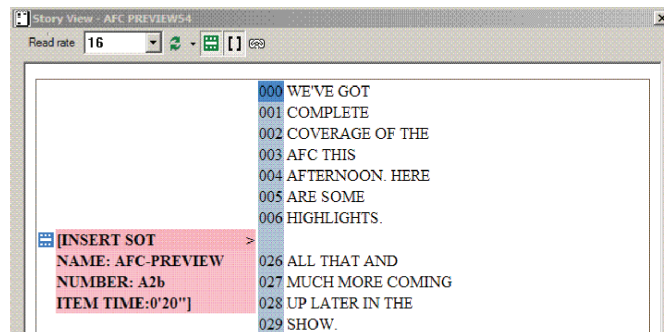 Story View - AFC PREVIEW54
Read rate 16
000 WE'VE GOT
001 COMPLETE
002 COVERAGE OF THE
003 AFC THIS
004 AFTERNOON. HERE
005 ARE SOME
006 HIGHLIGHTS.
[INSERT SOT >
NAME: AFC-PREVIEW 026 ALL THAT AND
NUMBER: A2b 027 MUCH MORE COMING
ITEM TIME:0'20"] 028 UP LATER IN THE
029 SHOW.